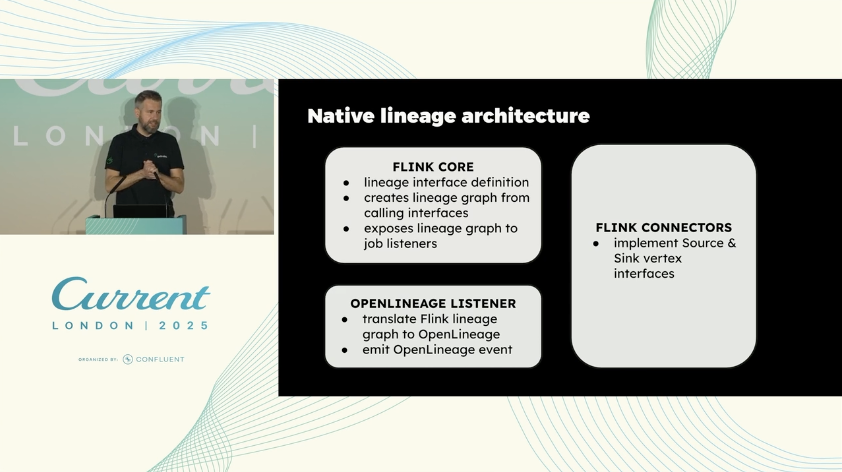 Current
LONDON |
Current
LONDON | 2025
ORGANIZED BY: CONFLUENT
Native lineage architecture
FLINK CORE
● lineage interface definition
● creates lineage graph from
calling interfaces
● exposes lineage graph to
job listeners
OPENLINEAGE LISTENER
● translate Flink lineage
graph to OpenLineage
● emit OpenLineage event
FLINK CONNECTORS
● implement Source &
Sink vertex
interfaces